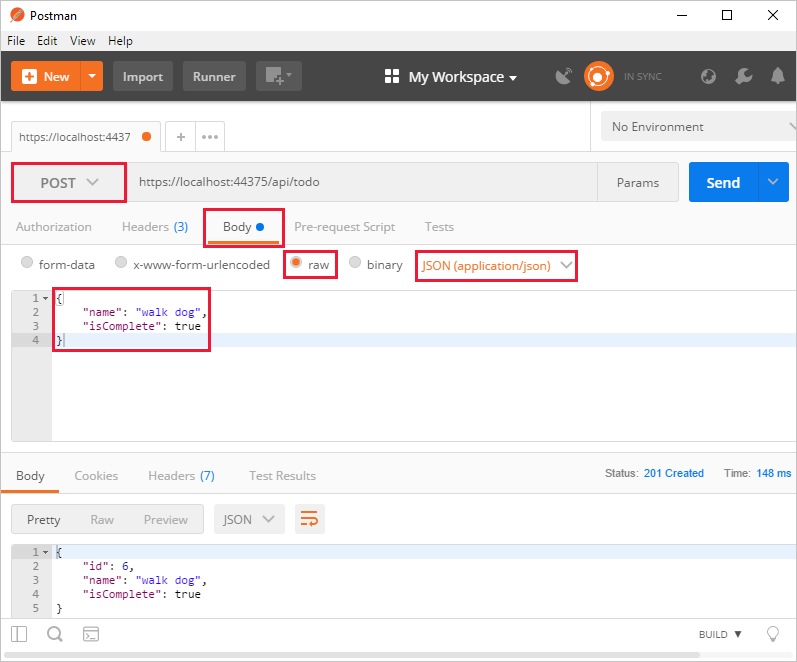 Postman
File Edit View Help
New Import Runner My Workspace IN SYNC
https://localhost:4437 + ••• No Environment
POST https://localhost:44375/api/todo Params Send
Authorization Headers (3) Body Pre-request Script Tests
form-data x-www-form-urlencoded raw binary JSON (application/json)
1 {
2 "name": "walk dog",
3 "isComplete": true
4 }
Body Cookies Headers (7) Test Results Status: 201 Created Time: 148 ms
Pretty Raw Preview JSON
1 {
2 "id": 6,
3 "name": "walk dog",
4 "isComplete": true
5 }
BUILD